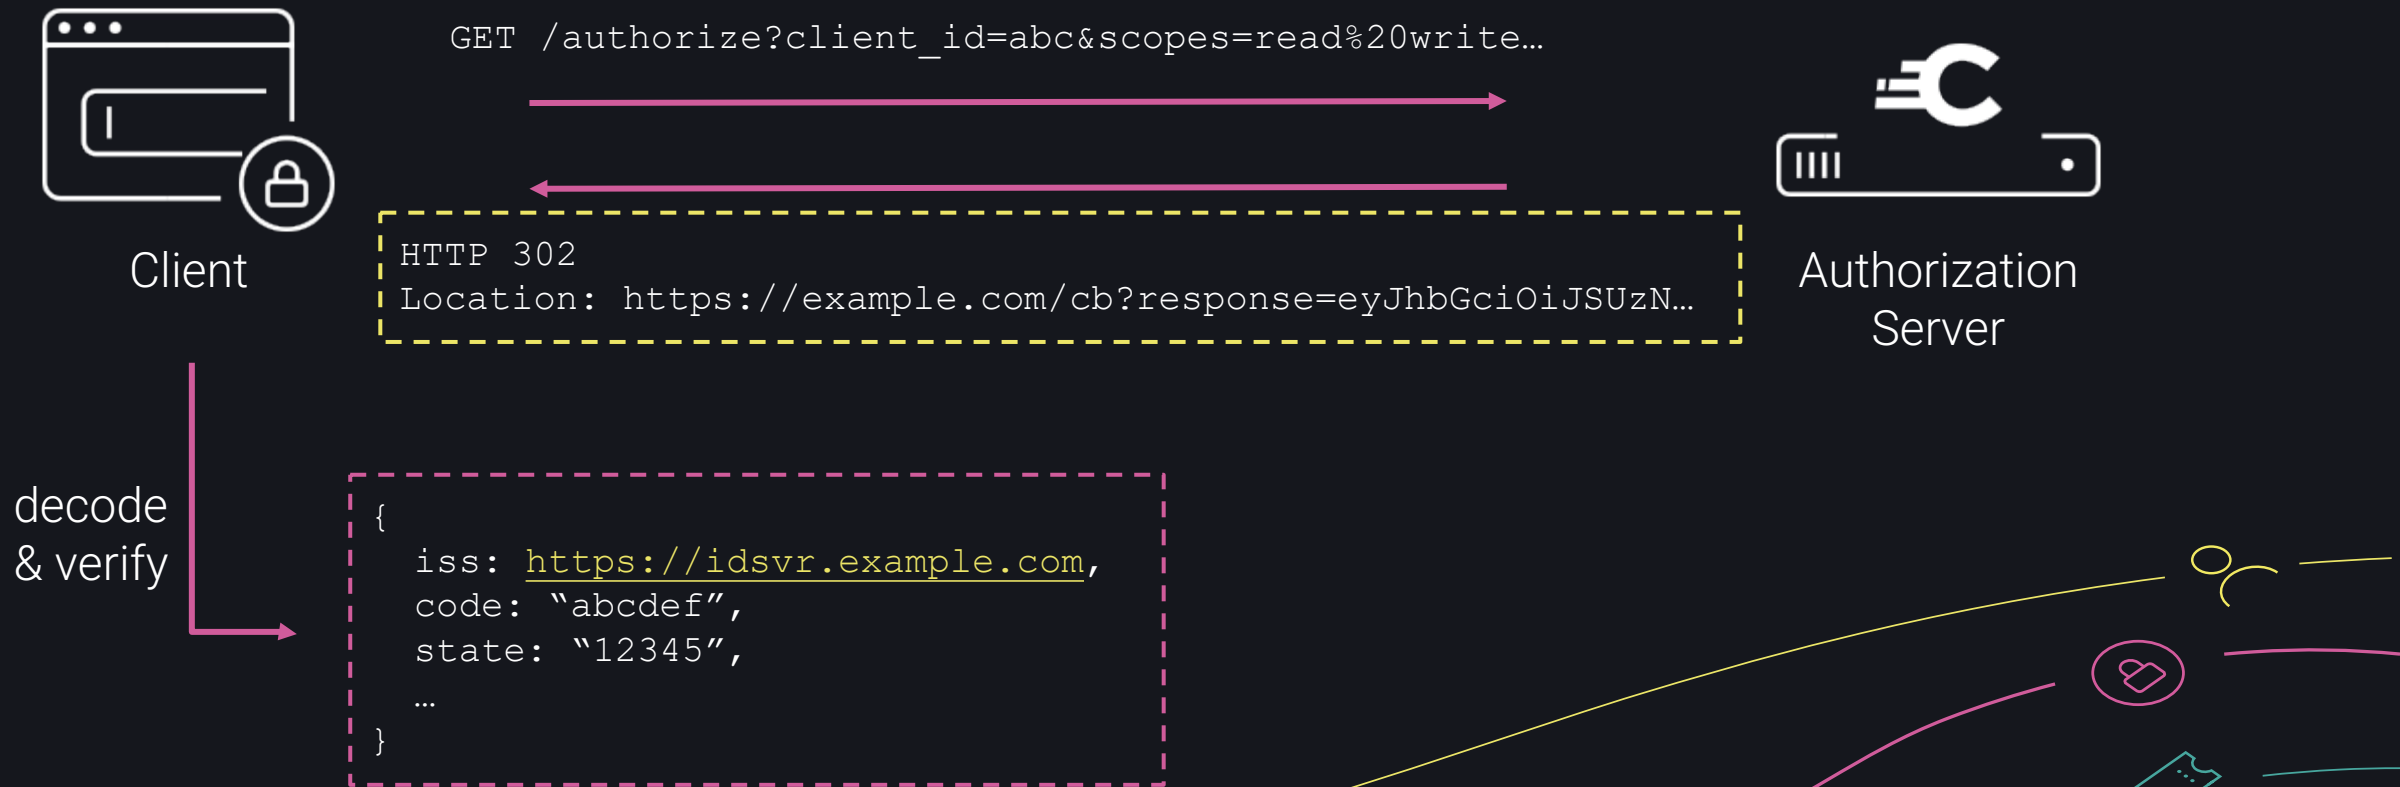 GET /authorize?client_id=abc&scopes=read%20write…
HTTP 302
Location: https://example.com/cb?response=eyJhbGciOiJSUzN…
Client
Authorization
Server
decode
& verify
{
iss: https://idsvr.example.com,
code: “abcdef”,
state: “12345”,
…
}